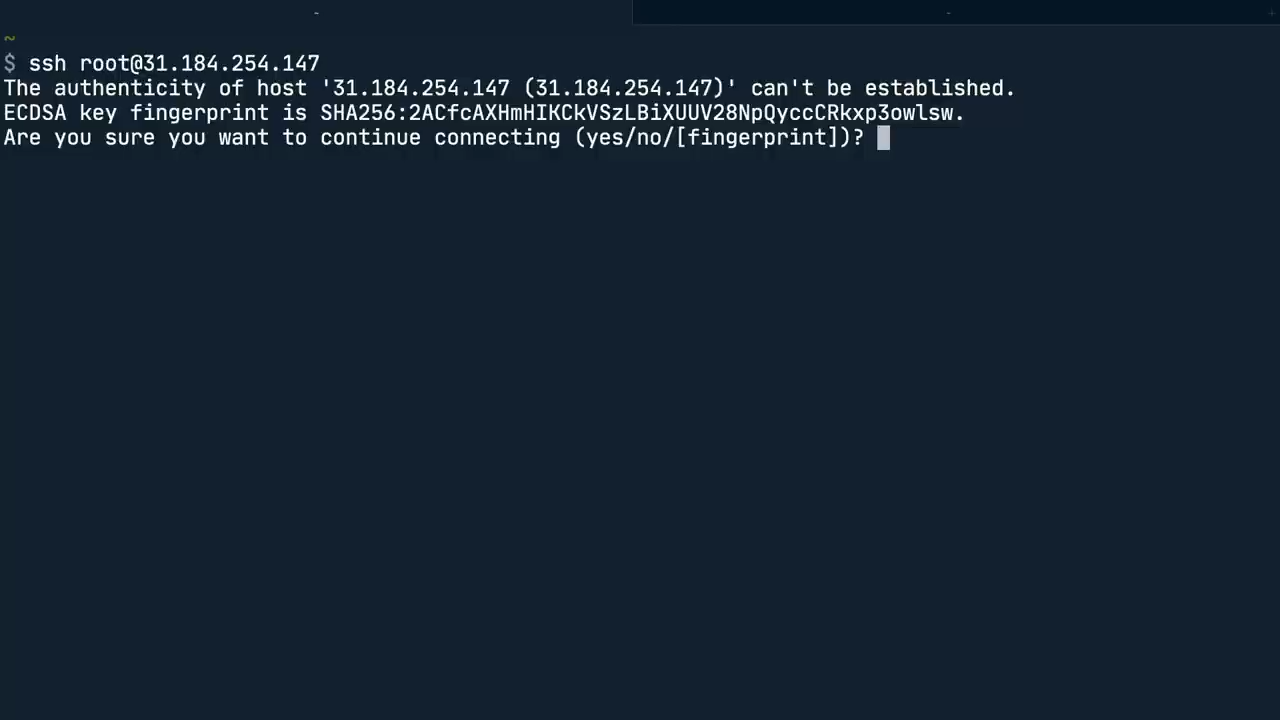 -
-
+
~
$ ssh root@31.184.254.147
The authenticity of host '31.184.254.147 (31.184.254.147)' can't be established.
ECDSA key fingerprint is SHA256:2ACfcAXHmHIKCkVSzLBiXUUV28NpQyccCRkxp3owlsw.
Are you sure you want to continue connecting (yes/no/[fingerprint])?